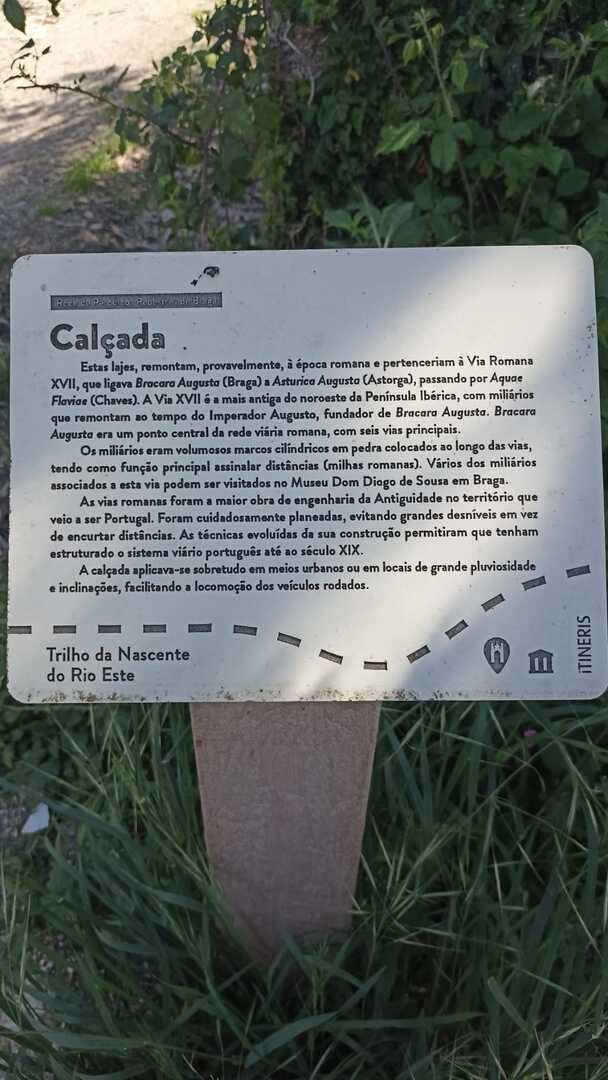 Rede de Percursos Pedestres de Braga
Calçada
Estas lajes, remontam, provavelmente, à época romana e pertenceriam à Via Romana
XVII, que ligava Bracara Augusta (Braga) a Asturica Augusta (Astorga), passando por Aquae
Flaviae (Chaves). A Via XVII é a mais antiga do noroeste da Península Ibérica, com miliários
que remontam ao tempo do Imperador Augusto, fundador de Bracara Augusta. Bracara
Augusta era um ponto central da rede viária romana, com seis vias principais.
Os miliários eram volumosos marcos cilíndricos em pedra colocados ao longo das vias,
tendo como função principal assinalar distâncias (milhas romanas). Vários dos miliários
associados a esta via podem ser visitados no Museu Dom Diogo de Sousa em Braga.
As vias romanas foram a maior obra de engenharia da Antiguidade no território que
veio a ser Portugal. Foram cuidadosamente planeadas, evitando grandes desníveis em vez
de encurtar distâncias. As técnicas evoluídas da sua construção permitiram que tenham
estruturado o sistema viário português até ao século XIX.
A calçada aplicava-se sobretudo em meios urbanos ou em locais de grande pluviosidade
e inclinações, facilitando a locomoção dos veículos rodados.
Trilho da Nascente
do Rio Este
ITINERIS